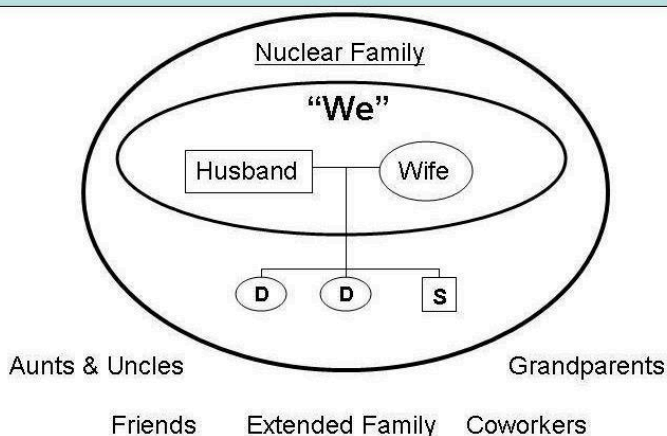 Nuclear Family
“We”
Husband Wife
D D S
Aunts & Uncles Grandparents
Friends Extended Family Coworkers